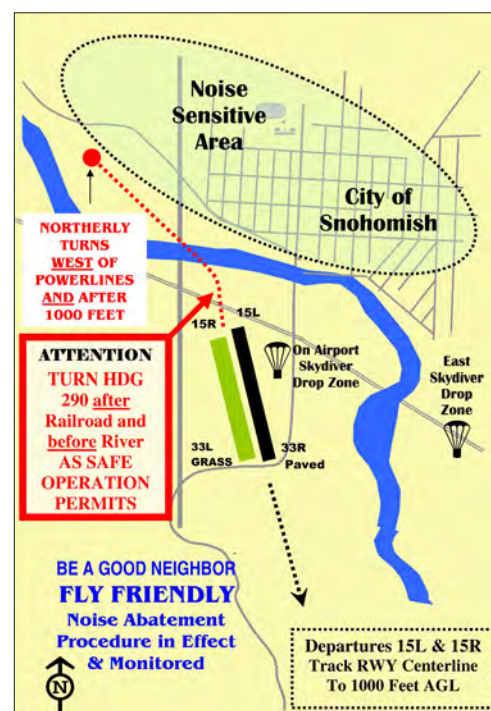 Noise
Sensitive
Area
City of
Snohomish
NORTHERLY
TURNS
WEST OF
POWERLINES
AND AFTER
1000 FEET
15L
15R
ATTENTION
TURN HDG
290 after
Railroad and
before River
AS SAFE
OPERATION
PERMITS
On Airport
Skydiver
Drop Zone
East
Skydiver
Drop
Zone
33L
GRASS
33R
Paved
BE A GOOD NEIGHBOR
FLY FRIENDLY
Noise Abatement
Procedure in Effect
& Monitored
N
Departures 15L & 15R
Track RWY Centerline
To 1000 Feet AGL